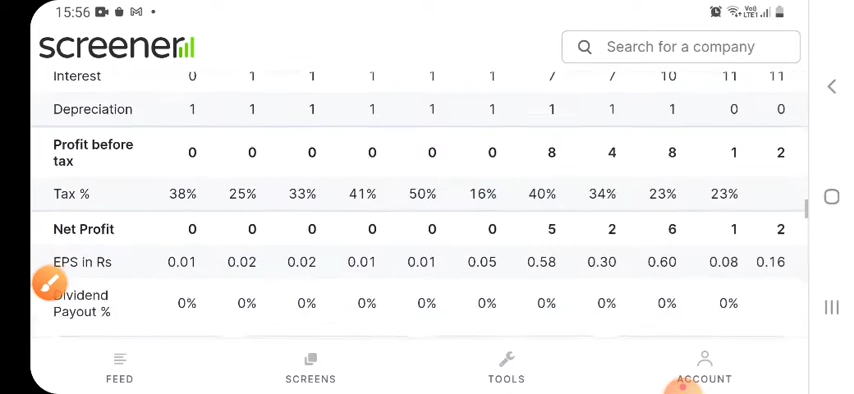 15:56 Vo) LTE1
screener Search for a company
Interest 0 1 1 1 1 1 7 7 10 11 11
Depreciation 1 1 1 1 1 1 1 1 1 0 0
Profit before
tax 0 0 0 0 0 0 8 4 8 1 2
Tax % 38% 25% 33% 41% 50% 16% 40% 34% 23% 23%
Net Profit 0 0 0 0 0 0 5 2 6 1 2
EPS in Rs 0.01 0.02 0.02 0.01 0.01 0.05 0.58 0.30 0.60 0.08 0.16
Dividend
Payout % 0% 0% 0% 0% 0% 0% 0% 0% 0% 0%
FEED SCREENS TOOLS ACCOUNT